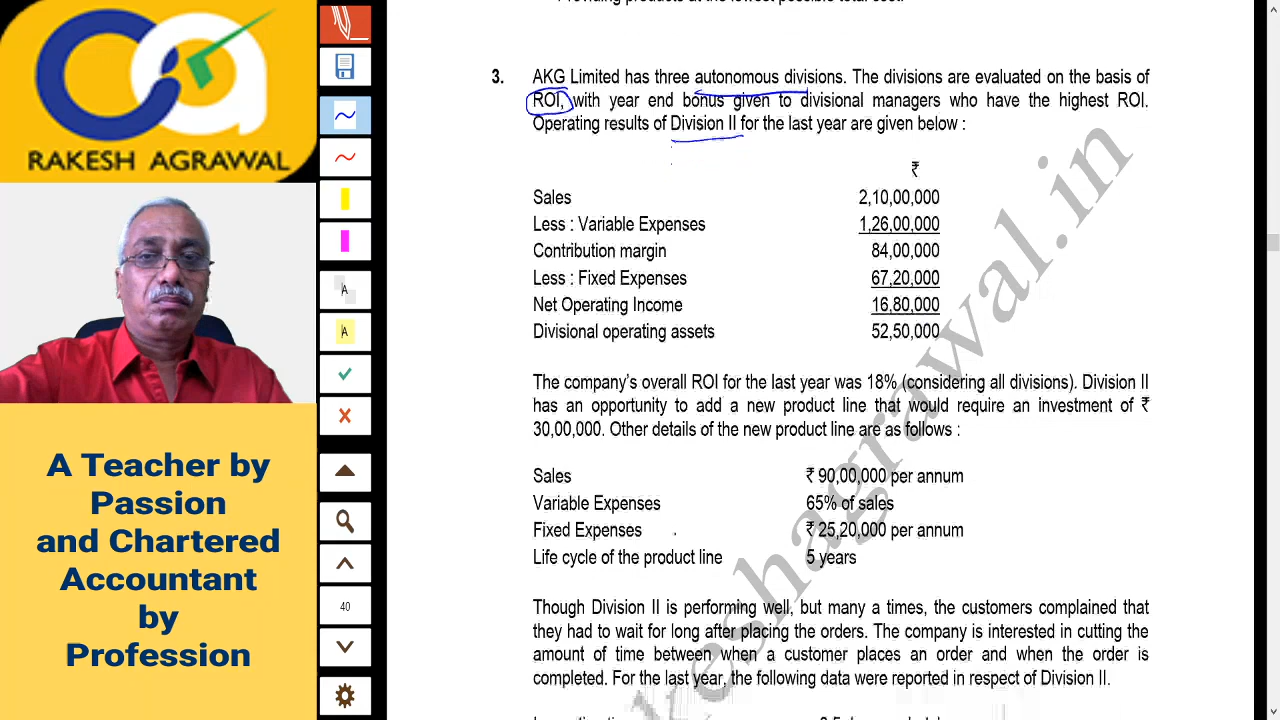 Providing products at the lowest possible total cost.
3. AKG Limited has three autonomous divisions. The divisions are evaluated on the basis of
ROI, with year end bonus given to divisional managers who have the highest ROI.
Operating results of Division II for the last year are given below :
₹
Sales 2,10,00,000
Less : Variable Expenses 1,26,00,000
Contribution margin 84,00,000
Less : Fixed Expenses 67,20,000
Net Operating Income 16,80,000
Divisional operating assets 52,50,000
The company's overall ROI for the last year was 18% (considering all divisions). Division II
has an opportunity to add a new product line that would require an investment of ₹
30,00,000. Other details of the new product line are as follows :
Sales ₹ 90,00,000 per annum
Variable Expenses 65% of sales
Fixed Expenses ₹ 25,20,000 per annum
Life cycle of the product line 5 years
Though Division II is performing well, but many a times, the customers complained that
they had to wait for long after placing the orders. The company is interested in cutting the
amount of time between when a customer places an order and when the order is
completed. For the last year, the following data were reported in respect of Division II.
RAKESH AGRAWAL
A Teacher by
Passion
and Chartered
Accountant
by
Profession
A
A
40
keshagrawal.in